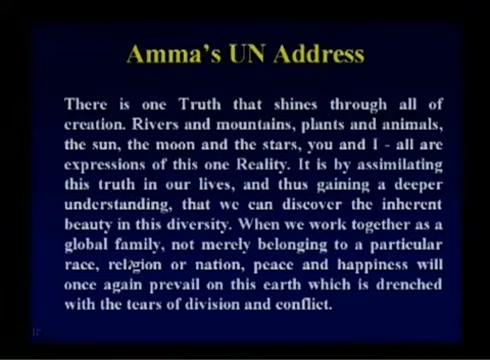 Amma's UN Address
There is one Truth that shines through all of
creation. Rivers and mountains, plants and animals,
the sun, the moon and the stars, you and I - all are
expressions of this one Reality. It is by assimilating
this truth in our lives, and thus gaining a deeper
understanding, that we can discover the inherent
beauty in this diversity. When we work together as a
global family, not merely belonging to a particular
race, religion or nation, peace and happiness will
once again prevail on this earth which is drenched
with the tears of division and conflict.